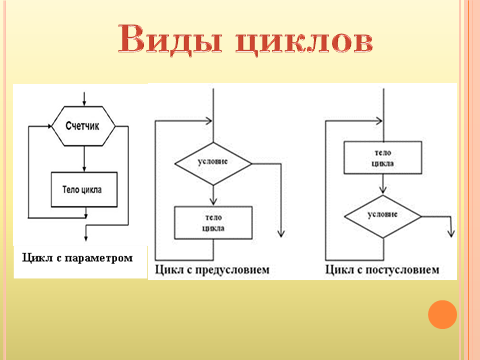 Виды циклов
Счетчик
Тело цикла
Цикл с параметром
условие
тело
цикла
Цикл с предусловием
тело
цикла
условие
Цикл с постусловием